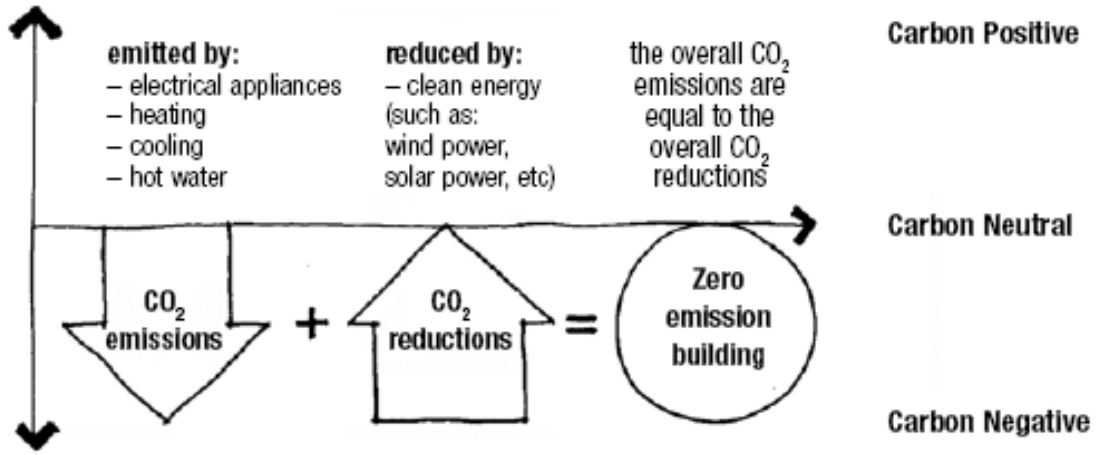 emitted by:
– electrical appliances
– heating
– cooling
– hot water
reduced by:
– clean energy
(such as:
wind power,
solar power, etc)
the overall CO₂
emissions are
equal to the
overall CO₂
reductions
Carbon Positive
Carbon Neutral
CO₂
emissions
+
CO₂
reductions
=
Zero
emission
building
Carbon Negative